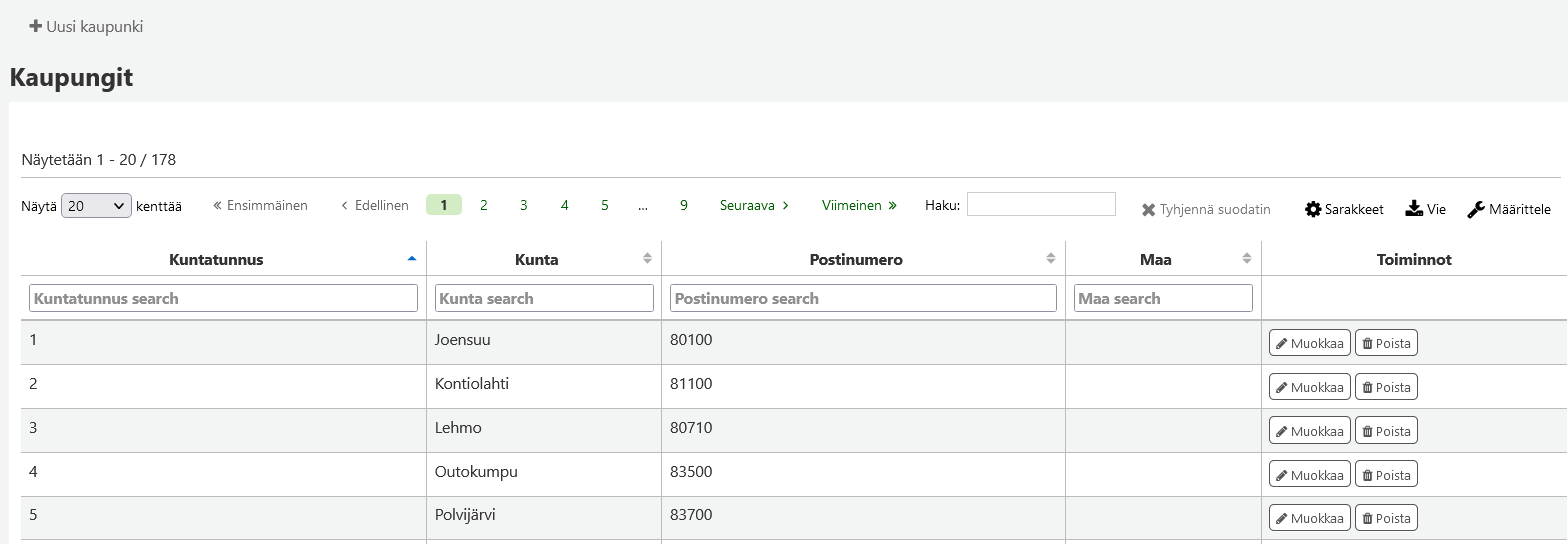 Uusi kaupunki
Kaupungit
Näytetään 1 - 20 / 178
Näytä 20 kenttää « Ensimmäinen ‹ Edellinen 1 2 3 4 5 ... 9 Seuraava › Viimeinen » Haku: Tyhjennä suodatin Sarakkeet Vie Määrittele
Kuntatunnus Kunta Postinumero Maa Toiminnot
Kuntatunnus search Kunta search Postinumero search Maa search
1 Joensuu 80100 Muokkaa Poista
2 Kontiolahti 81100 Muokkaa Poista
3 Lehmo 80710 Muokkaa Poista
4 Outokumpu 83500 Muokkaa Poista
5 Polvijärvi 83700 Muokkaa Poista